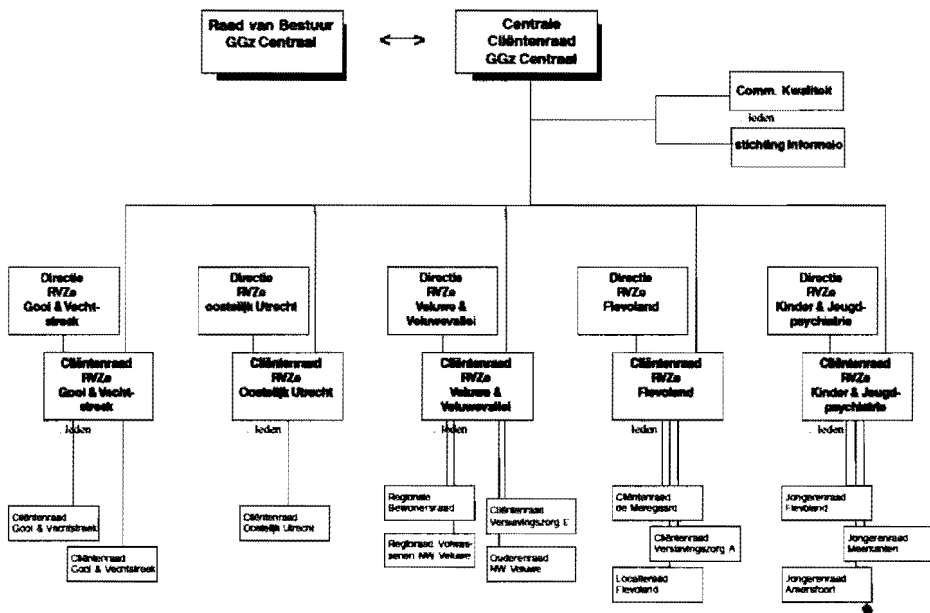 Raad van Bestuur
GGz Centraal
Centrale
Cliëntenraad
GGz Centraal
Comm. Kwaliteit
leden
stichting Informele
Directie
RVZe
Gooi & Vecht-
streek
Directie
RVZe
oostelijk Utrecht
Directie
RVZe
Veluwe &
Veluwevallei
Directie
RVZe
Flevoland
Directie
RVZe
Kinder & Jeugd-
psychiatrie
Cliëntenraad
RVZe
Gooi & Vecht-
streek
Cliëntenraad
RVZe
Oostelijk Utrecht
Cliëntenraad
RVZe
Veluwe &
Veluwevallei
Cliëntenraad
RVZe
Flevoland
Cliëntenraad
RVZe
Kinder & Jeugd-
psychiatrie
leden
leden
leden
leden
leden
Cliëntenraad
Gooi & Vechtstreek
Cliëntenraad
Gooi & Vechtstreek
Cliëntenraad
Oostelijk Utrecht
Regionale
Bewonersraad
Cliëntenraad
Verslavingszorg
Regioraad Volwas-
senen NW Veluwe
Ouderenraad
NW Veluwe
Cliëntenraad
de Meregaard
Cliëntenraad
Verslavingszorg A
Locatieraad
Flevoland
Jongerenraad
Flevoland
Jongerenraad
Meerkanten
Jongerenraad
Amersfoort